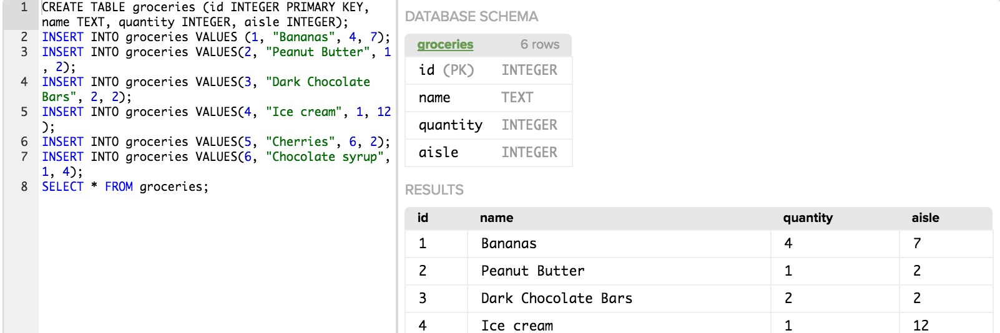 1 CREATE TABLE groceries (id INTEGER PRIMARY KEY,
name TEXT, quantity INTEGER, aisle INTEGER);
2 INSERT INTO groceries VALUES (1, "Bananas", 4, 7);
3 INSERT INTO groceries VALUES(2, "Peanut Butter", 1
, 2);
4 INSERT INTO groceries VALUES(3, "Dark Chocolate
Bars", 2, 2);
5 INSERT INTO groceries VALUES(4, "Ice cream", 1, 12
);
6 INSERT INTO groceries VALUES(5, "Cherries", 6, 2);
7 INSERT INTO groceries VALUES(6, "Chocolate syrup",
1, 4);
8 SELECT * FROM groceries;
DATABASE SCHEMA
groceries 6 rows
id (PK) INTEGER
name TEXT
quantity INTEGER
aisle INTEGER
RESULTS
id name quantity aisle
1 Bananas 4 7
2 Peanut Butter 1 2
3 Dark Chocolate Bars 2 2
4 Ice cream 1 12